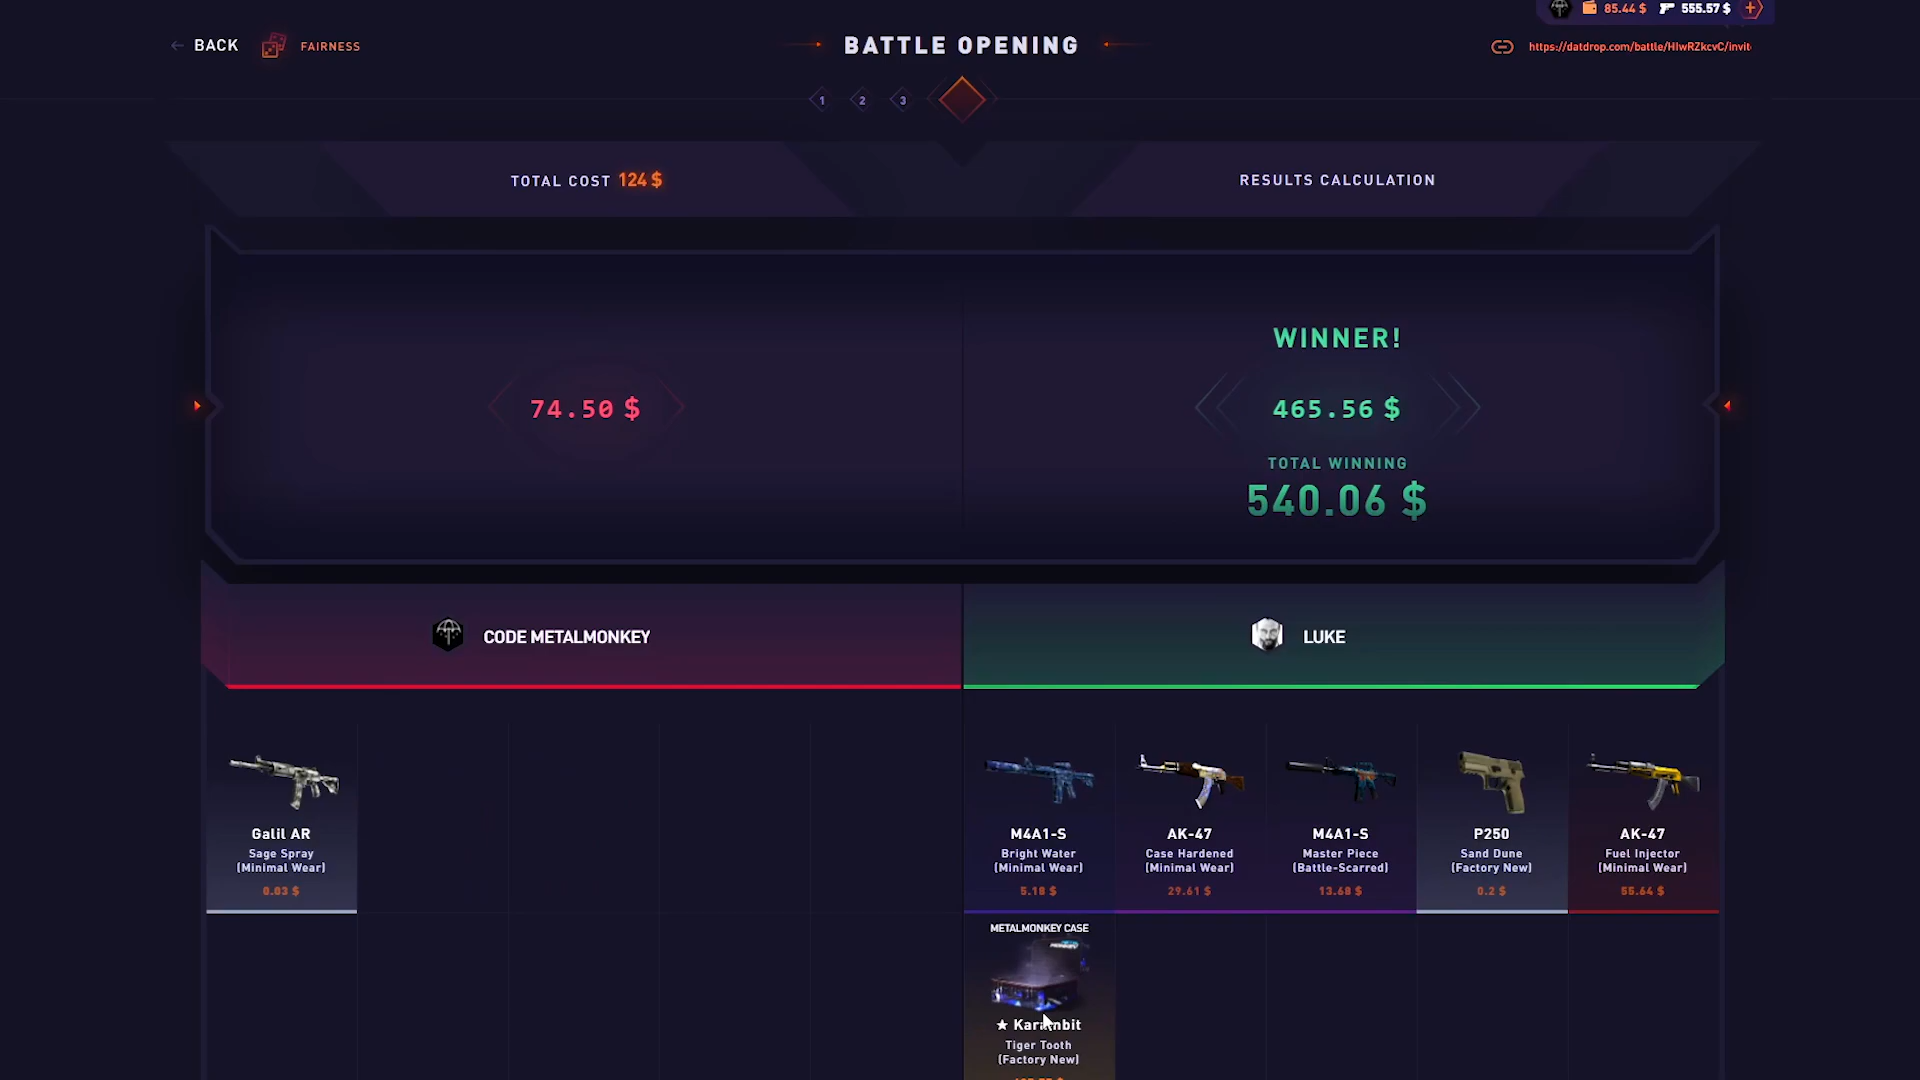 85.44 $
555.57 $
BACK
FAIRNESS
BATTLE OPENING
https://datdrop.com/battle/HIwRZkcvC/invit
1
2
3
TOTAL COST 124 $
RESULTS CALCULATION
WINNER!
74.50 $
465.56 $
TOTAL WINNING
540.06 $
CODE METALMONKEY
LUKE
Galil AR
Sage Spray
(Minimal Wear)
0.03 $
M4A1-S
Bright Water
(Minimal Wear)
5.18 $
AK-47
Case Hardened
(Minimal Wear)
29.61 $
M4A1-S
Master Piece
(Battle-Scarred)
13.68 $
P250
Sand Dune
(Factory New)
0.2 $
AK-47
Fuel Injector
(Minimal Wear)
55.64 $
METALMONKEY CASE
★ Karambit
Tiger Tooth
(Factory New)